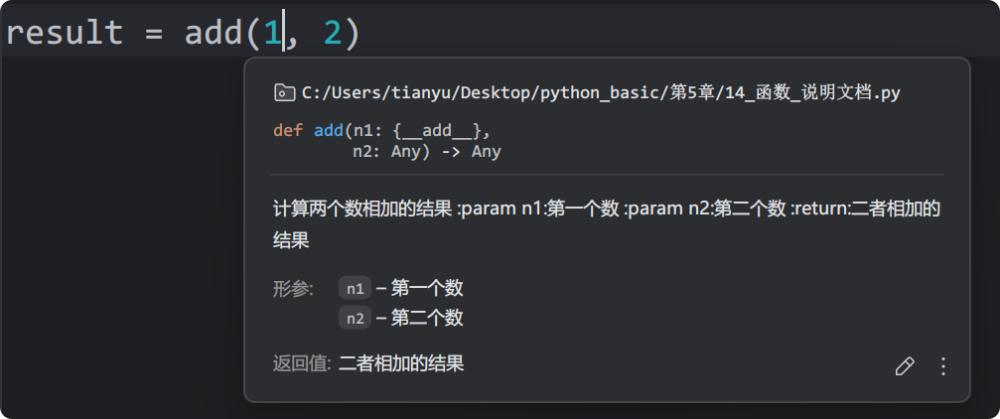 result = add(1, 2)
C:/Users/tianyu/Desktop/python_basic/第5章/14_函数_说明文档.py
def add(n1: {__add__},
n2: Any) -> Any
计算两个数相加的结果 :param n1:第一个数 :param n2:第二个数 :return:二者相加的
结果
形参: n1 – 第一个数
n2 – 第二个数
返回值: 二者相加的结果